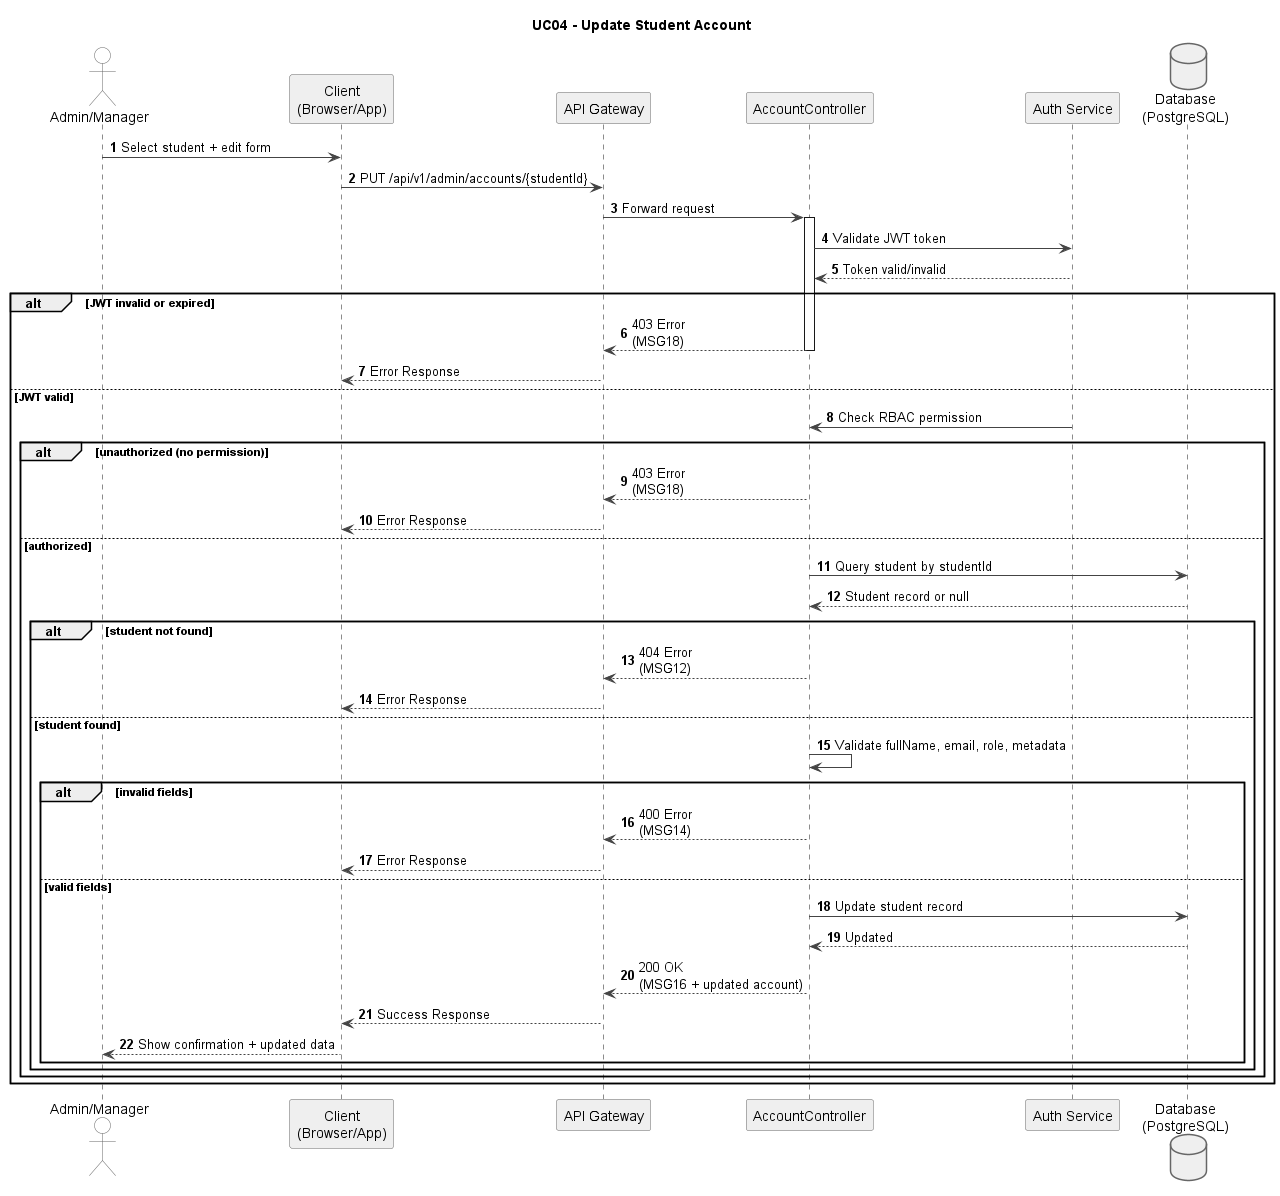 UC04 - Update Student Account
Admin/Manager
Client
(Browser/App)
API Gateway
AccountController
Auth Service
Database
(PostgreSQL)
1 Select student + edit form
2 PUT /api/v1/admin/accounts/{studentId}
3 Forward request
4 Validate JWT token
5 Token valid/invalid
alt [JWT invalid or expired]
6 403 Error
(MSG18)
7 Error Response
[JWT valid]
8 Check RBAC permission
alt [unauthorized (no permission)]
9 403 Error
(MSG18)
10 Error Response
[authorized]
11 Query student by studentId
12 Student record or null
alt [student not found]
13 404 Error
(MSG12)
14 Error Response
[student found]
15 Validate fullName, email, role, metadata
alt [invalid fields]
16 400 Error
(MSG14)
17 Error Response
[valid fields]
18 Update student record
19 Updated
20 200 OK
(MSG16 + updated account)
21 Success Response
22 Show confirmation + updated data
Admin/Manager
Client
(Browser/App)
API Gateway
AccountController
Auth Service
Database
(PostgreSQL)